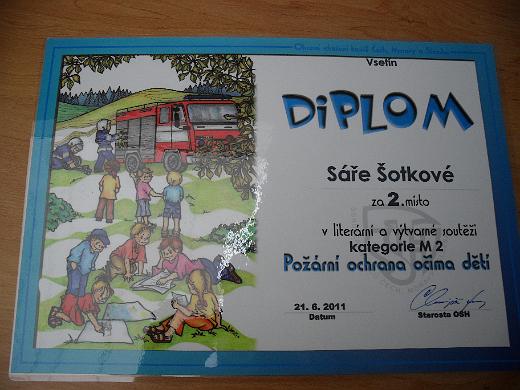 Okrsní sdružení hasičů Čech, Moravy a Slezska
Vsetín
DiPLOM
Sáře Šotkové
za 2. místo
v literární a výtvarné soutěži
kategorie M 2
Požární ochrana očima dětí
21. 6. 2011
Datum
Starosta OSH